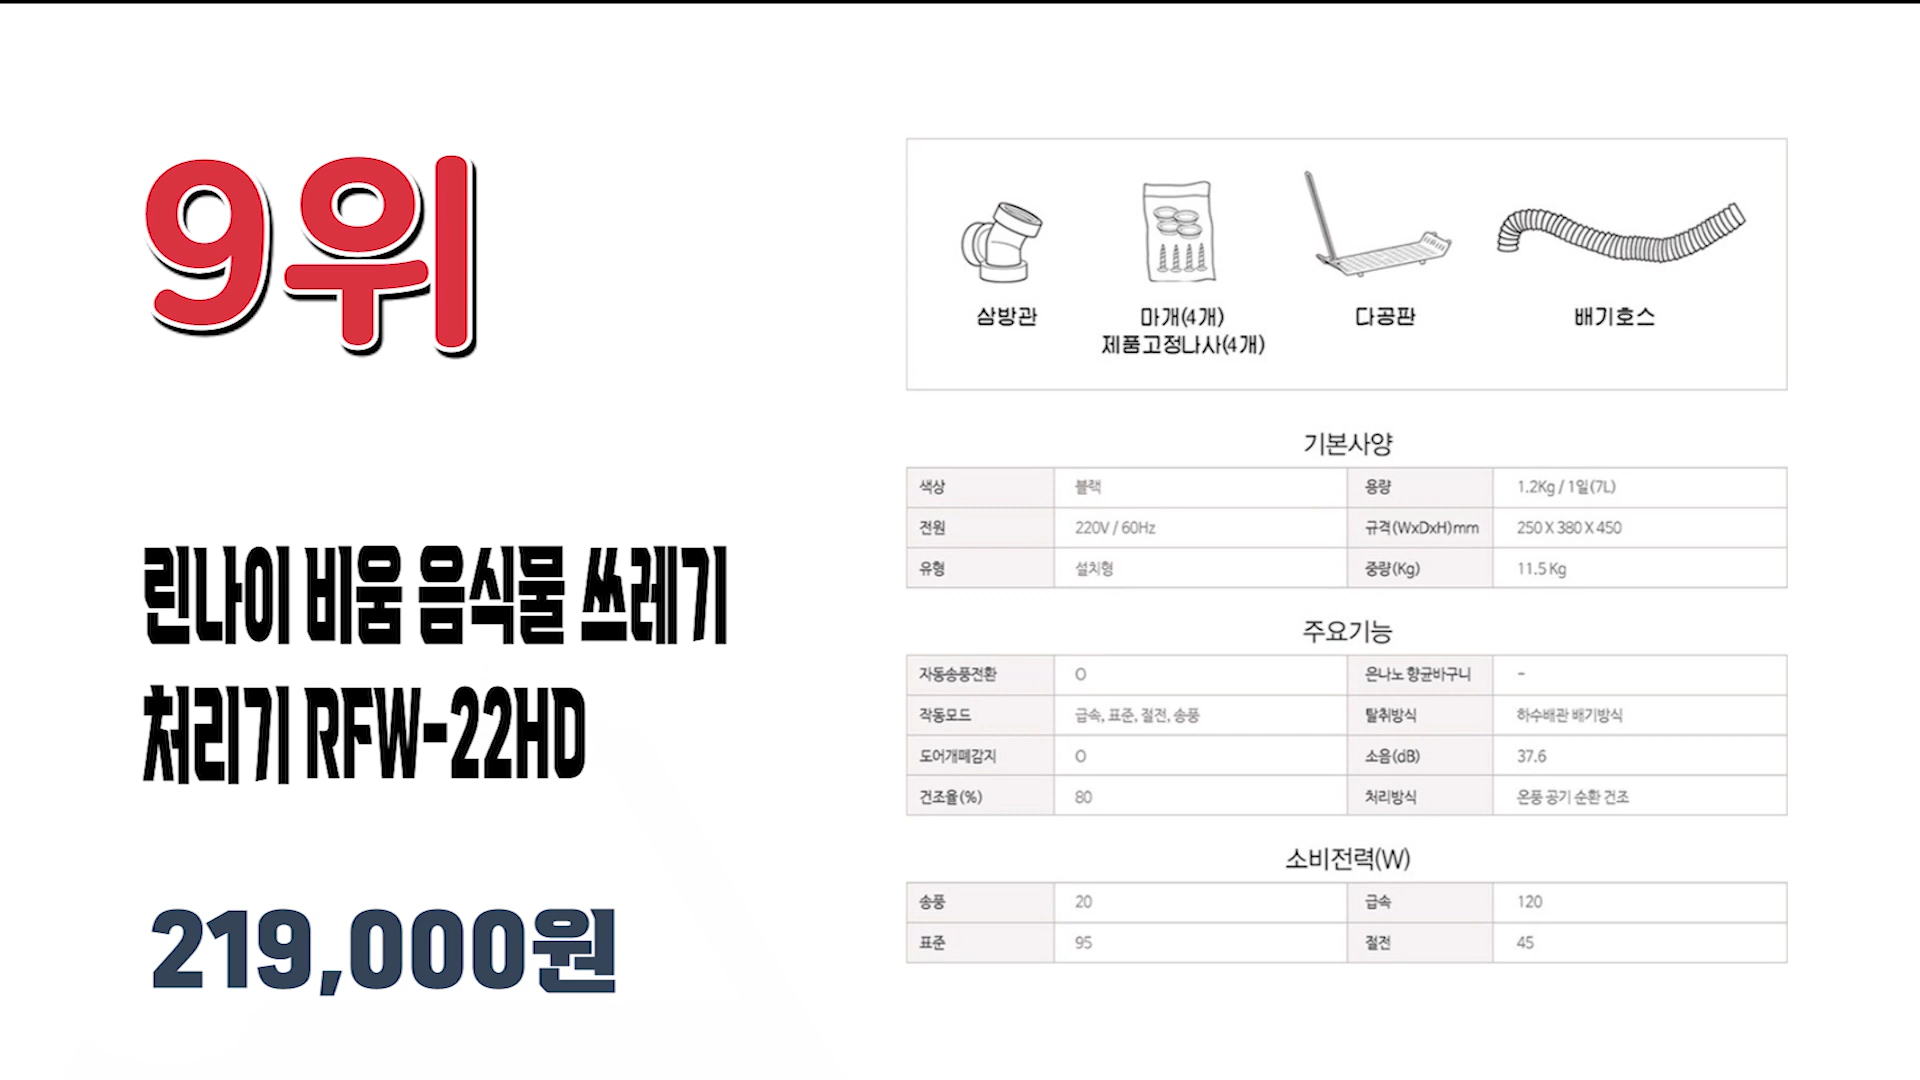 9위
린나이 비움 음식물 쓰레기
처리기 RFW-22HD
219,000원
삼방관
마개(4개)
제품고정나사(4개)
다공판
배기호스
기본사양
색상 블랙 용량 1.2Kg / 1일(7L)
전원 220V / 60Hz 규격(WxDxH)mm 250 X 380 X 450
유형 설치형 중량(Kg) 11.5 Kg
주요기능
자동송풍전환 O 은나노 향균바구니 -
작동모드 급속, 표준, 절전, 송풍 탈취방식 하수배관 배기방식
도어개폐감지 O 소음(dB) 37.6
건조율(%) 80 처리방식 온풍 공기 순환 건조
소비전력(W)
송풍 20 급속 120
표준 95 절전 45